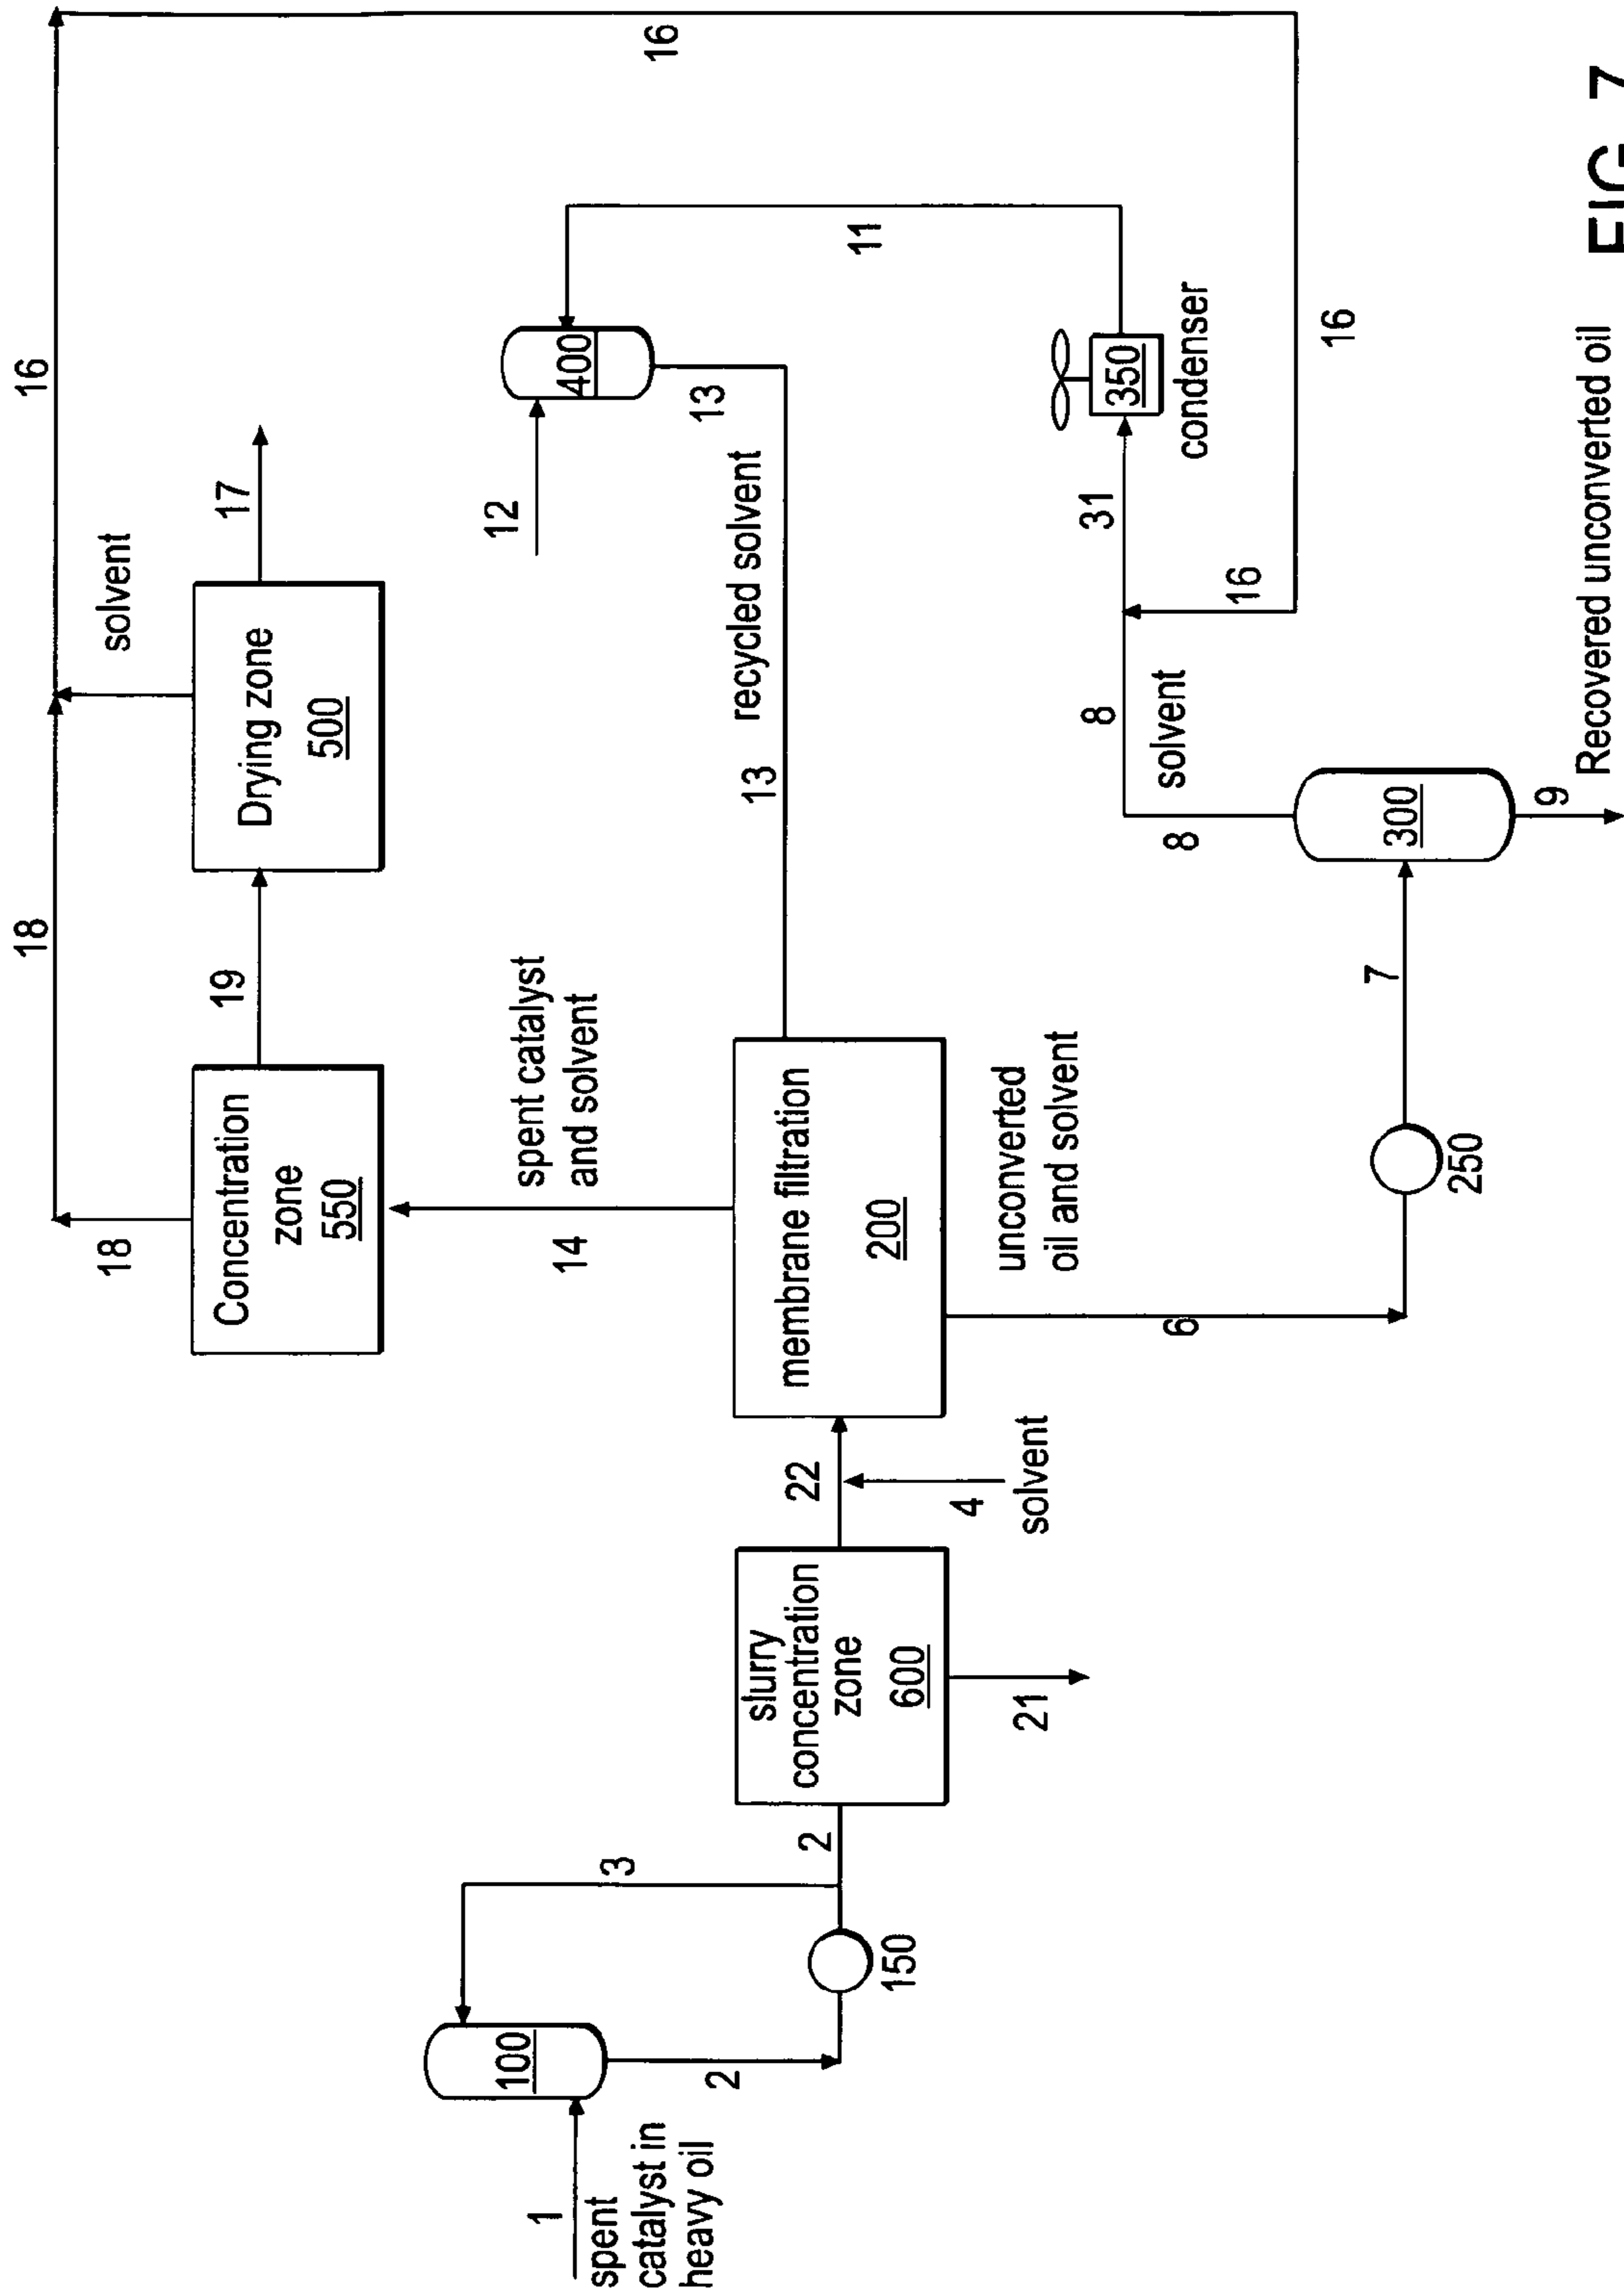 18
16
18
solvent
16
Concentration
zone
550
19
Drying zone
500
17
1
spent
catalyst in
heavy oil
100
3
2
14
spent catalyst
and solvent
12
400
13
16
2
150
slurry
concentration
zone
600
22
membrane filtration
200
13
recycled solvent
11
21
4
solvent
unconverted
oil and solvent
6
8
8
solvent
31
350
condenser
16
16
250
7
300
9
Recovered unconverted oil
FIG. 7